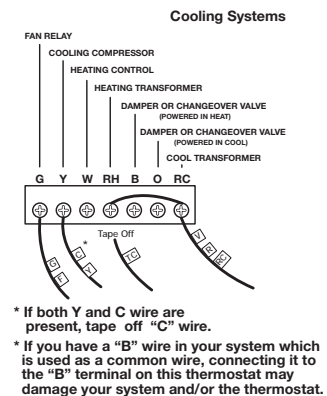 Cooling Systems
FAN RELAY
COOLING COMPRESSOR
HEATING CONTROL
HEATING TRANSFORMER
DAMPER OR CHANGEOVER VALVE
(POWERED IN HEAT)
DAMPER OR CHANGEOVER VALVE
(POWERED IN COOL)
COOL TRANSFORMER
G Y W RH B O RC
Tape Off
*
G
F
C
Y
TC
V
R
RC
* If both Y and C wire are
present, tape off “C” wire.
* If you have a “B” wire in your system which
is used as a common wire, connecting it to
the “B” terminal on this thermostat may
damage your system and/or the thermostat.